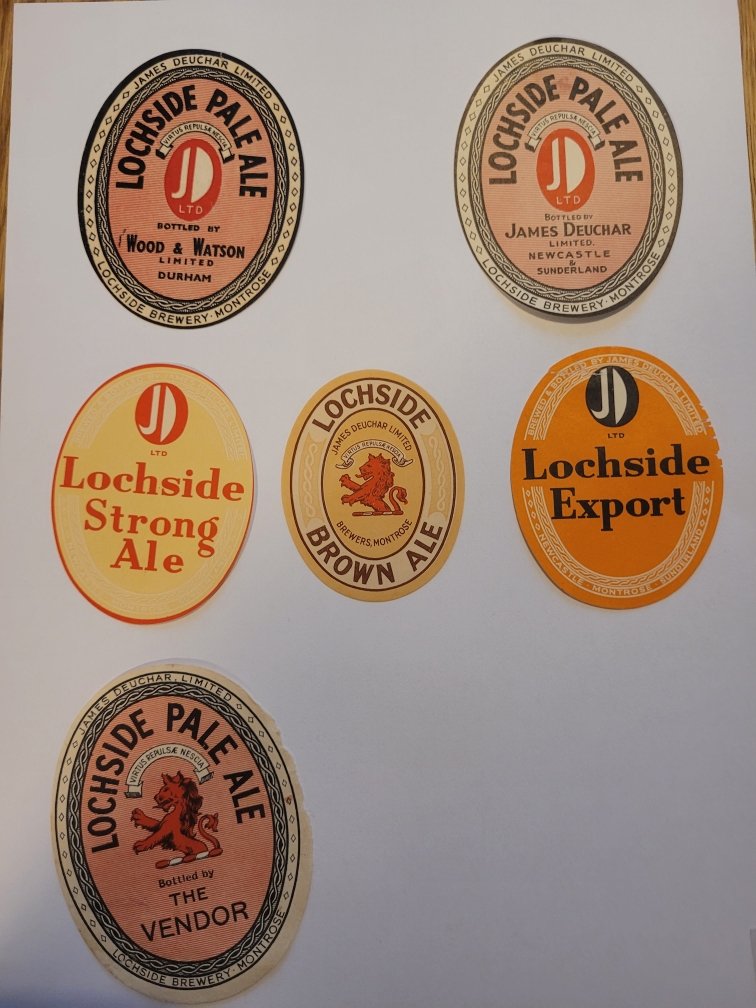 JAMES DEUCHAR LIMITED
LOCHSIDE PALE ALE
VIRTUS REPULSÆ NESCIA
JD
LTD
BOTTLED BY
WOOD & WATSON
LIMITED
DURHAM
LOCHSIDE BREWERY·MONTROSE
JAMES DEUCHAR LIMITED
LOCHSIDE PALE ALE
VIRTUS REPULSÆ NESCIA
JD
LTD
BOTTLED BY
JAMES DEUCHAR
LIMITED.
NEWCASTLE
&
SUNDERLAND
LOCHSIDE BREWERY·MONTROSE
JD
LTD
Lochside
Strong
Ale
LOCHSIDE
JAMES DEUCHAR LIMITED
VIRTUS REPULSÆ NESCIA
BREWERS, MONTROSE
BROWN ALE
BREWED & BOTTLED BY JAMES DEUCHAR LIMITED
JD
LTD
Lochside
Export
NEWCASTLE · MONTROSE · SUNDERLAND
JAMES DEUCHAR, LIMITED
LOCHSIDE PALE ALE
VIRTUS REPULSÆ NESCIA
Bottled by
THE
VENDOR
LOCHSIDE BREWERY·MONTROSE